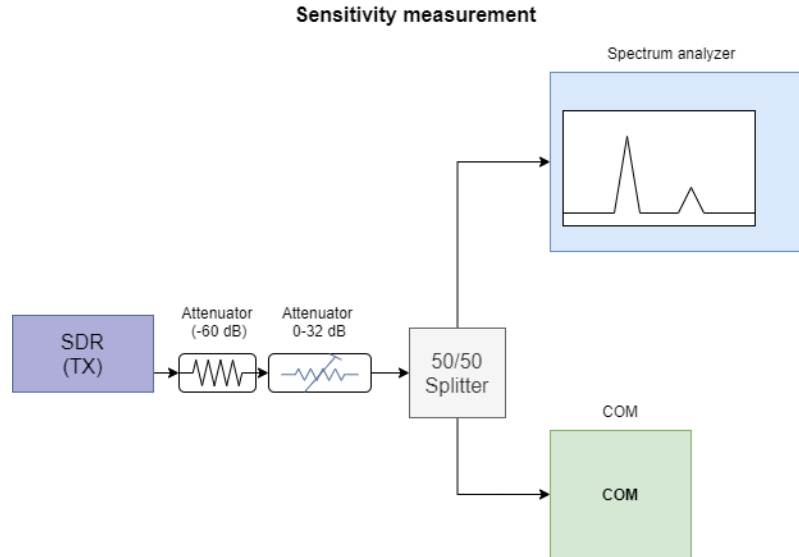 Sensitivity measurement
Spectrum analyzer
Attenuator
(-60 dB)
Attenuator
0-32 dB
SDR
(TX)
50/50
Splitter
COM
COM